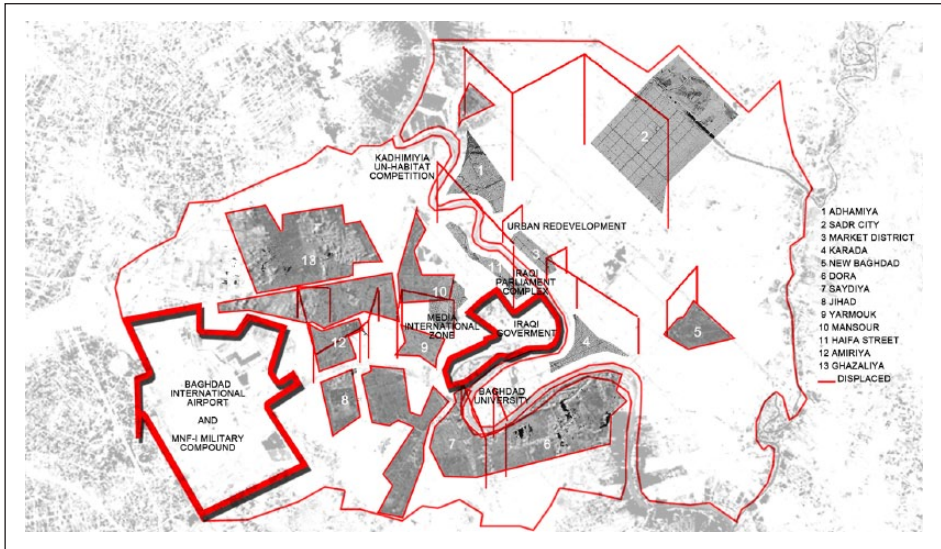 KADHIMIYIA
UN-HABITAT
COMPETITION
1
2
URBAN REDEVELOPMENT
3
11
IRAQI
PARLIAMENT
COMPLEX
13
10
MEDIA
INTERNATIONAL
ZONE
IRAQI
GOVERMENT
12
9
4
5
BAGHDAD
INTERNATIONAL
AIRPORT
AND
MNF-I MILITARY
COMPOUND
8
BAGHDAD
UNIVERSITY
7
6
1 ADHAMIYA
2 SADR CITY
3 MARKET DISTRICT
4 KARADA
5 NEW BAGHDAD
6 DORA
7 SAYDIYA
8 JIHAD
9 YARMOUK
10 MANSOUR
11 HAIFA STREET
12 AMIRIYA
13 GHAZALIYA
DISPLACED